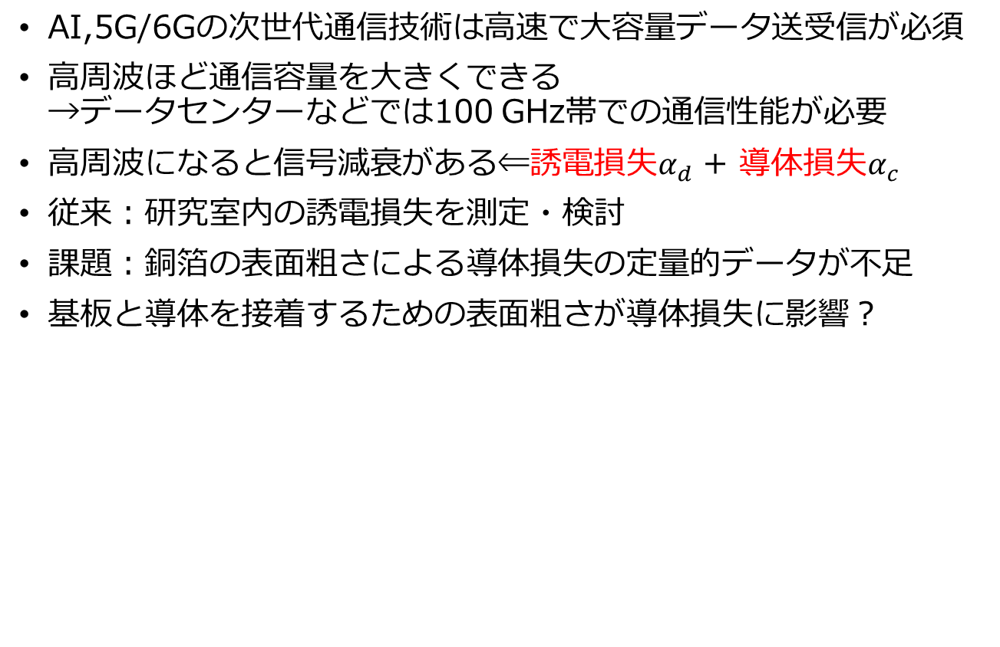 • AI,5G/6Gの次世代通信技術は高速で大容量データ送受信が必須
• 高周波ほど通信容量を大きくできる
→データセンターなどでは100 GHz帯での通信性能が必要
• 高周波になると信号減衰がある⇐誘電損失𝛼𝑑 + 導体損失𝛼𝑐
• 従来：研究室内の誘電損失を測定・検討
• 課題：銅箔の表面粗さによる導体損失の定量的データが不足
• 基板と導体を接着するための表面粗さが導体損失に影響？